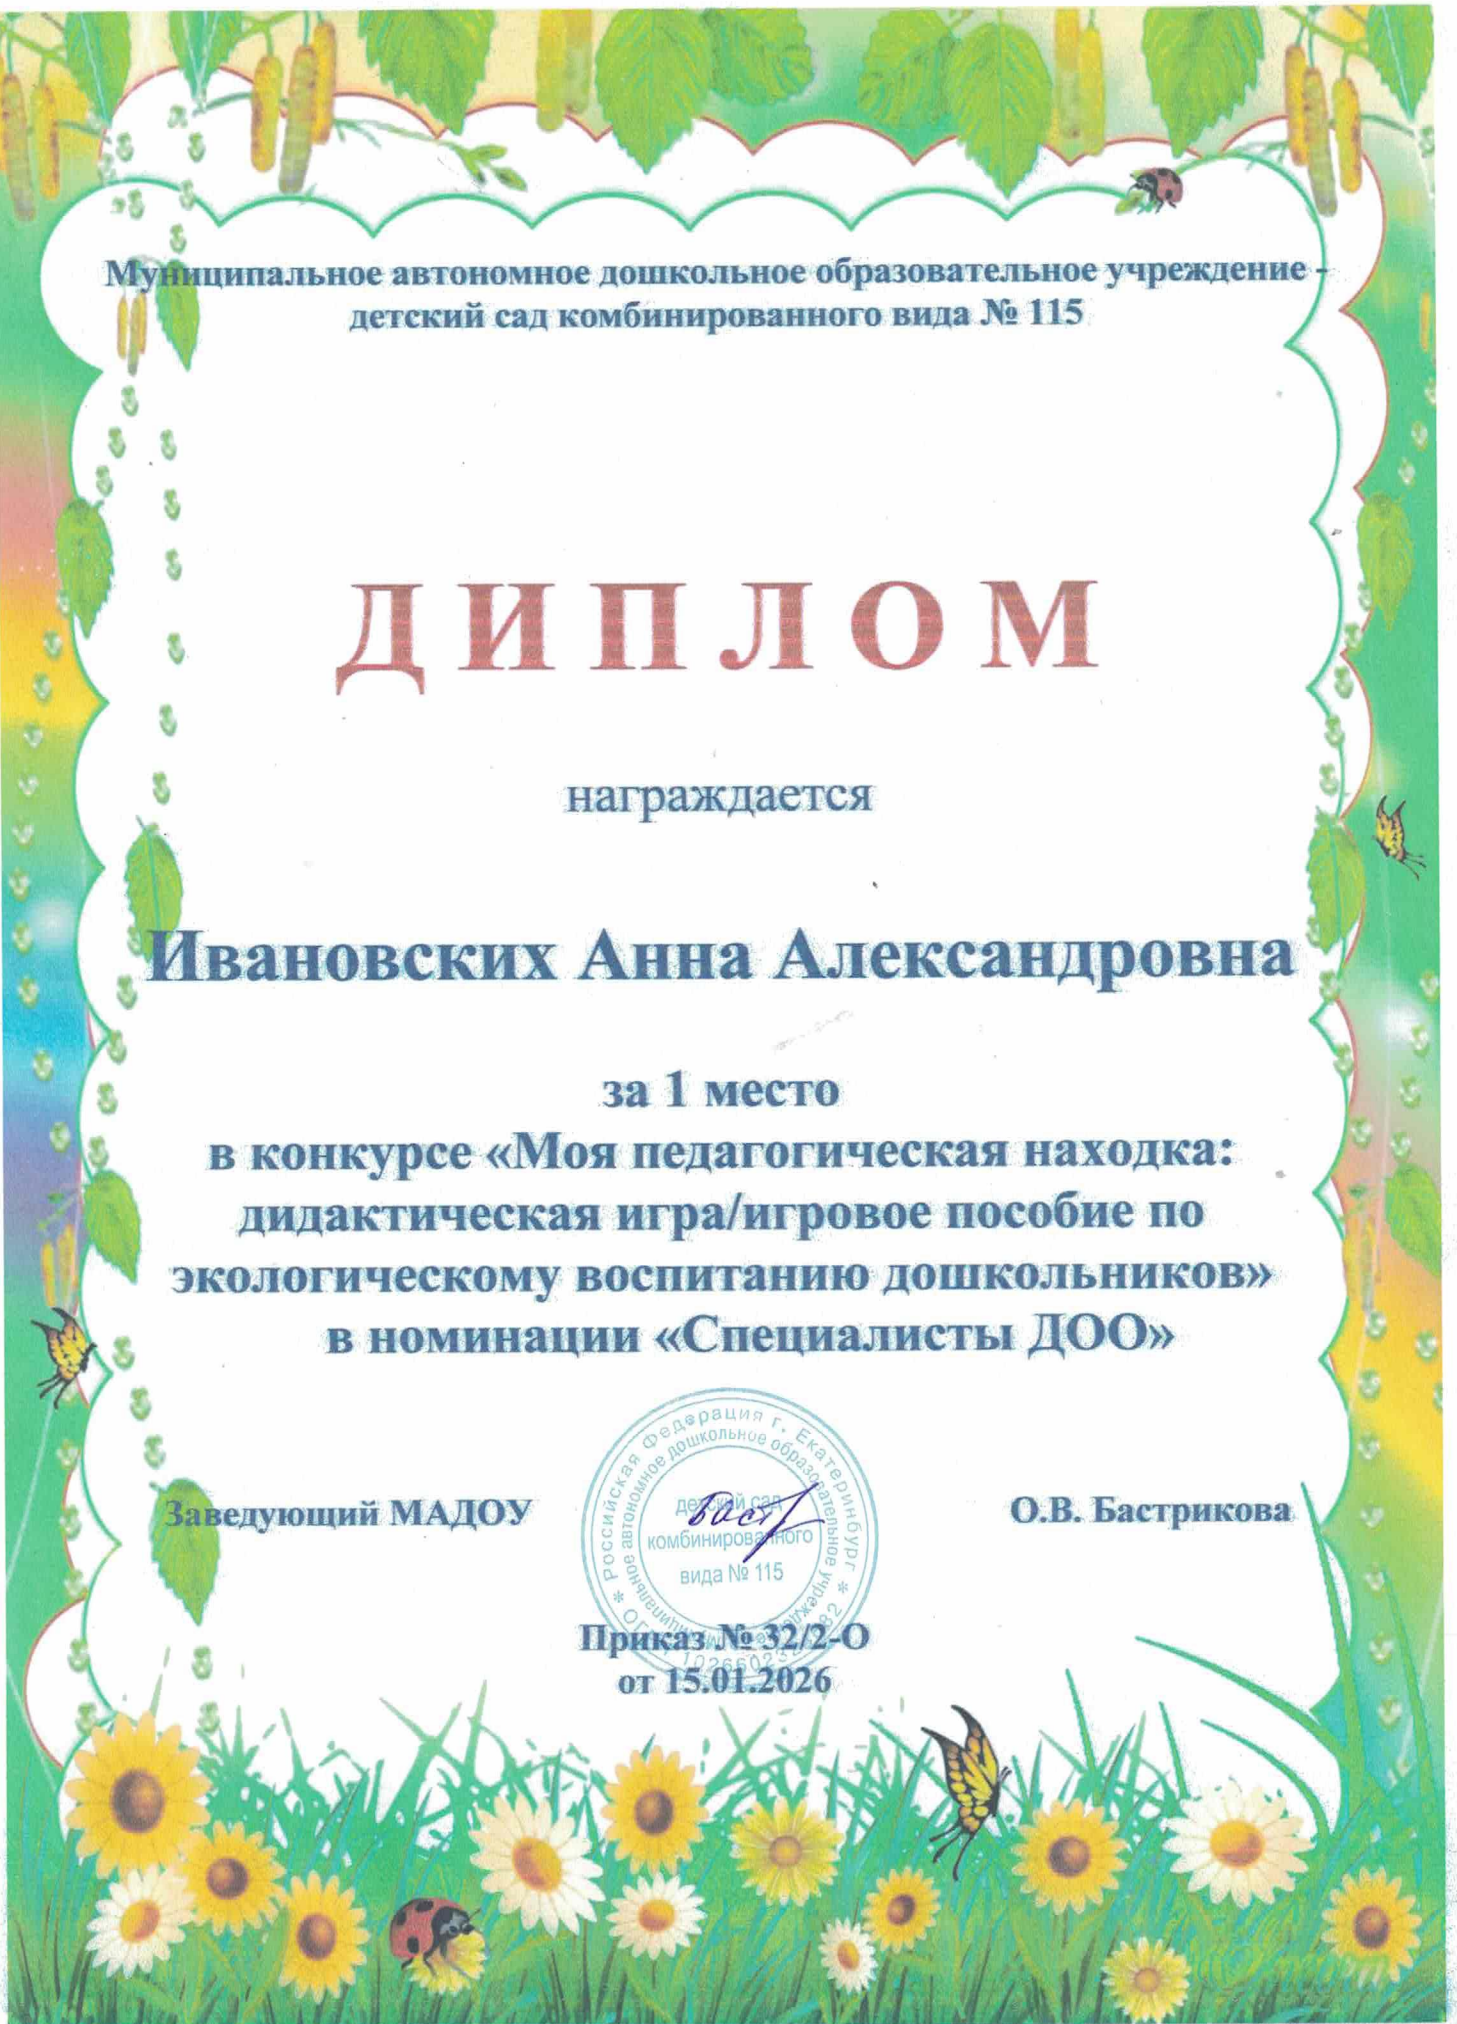 Муниципальное автономное дошкольное образовательное учреждение -
детский сад комбинированного вида № 115
ДИПЛОМ
награждается
Ивановских Анна Александровна
за 1 место
в конкурсе «Моя педагогическая находка:
дидактическая игра/игровое пособие по
экологическому воспитанию дошкольников»
в номинации «Специалисты ДОО»
Российская Федерация г. Екатеринбург
автономное дошкольное образовательное
детский сад
комбинированного
вида № 115
Заведующий МАДОУ
О.В. Бастрикова
Приказ № 32/2-О
от 15.01.2026